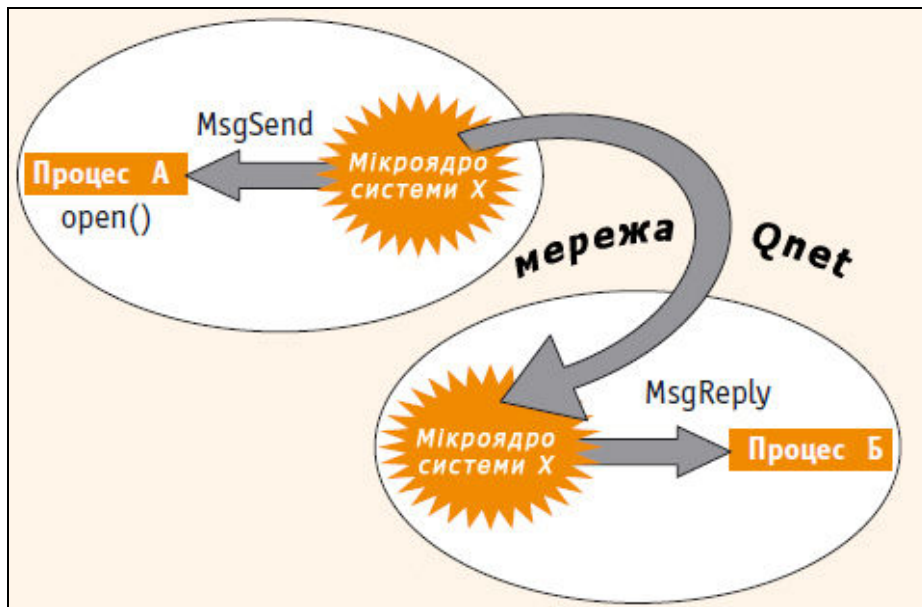 MsgSend
Процес А
open()
Мікроядро
системи Х
мережа Qnet
MsgReply
Мікроядро
системи Х
Процес Б